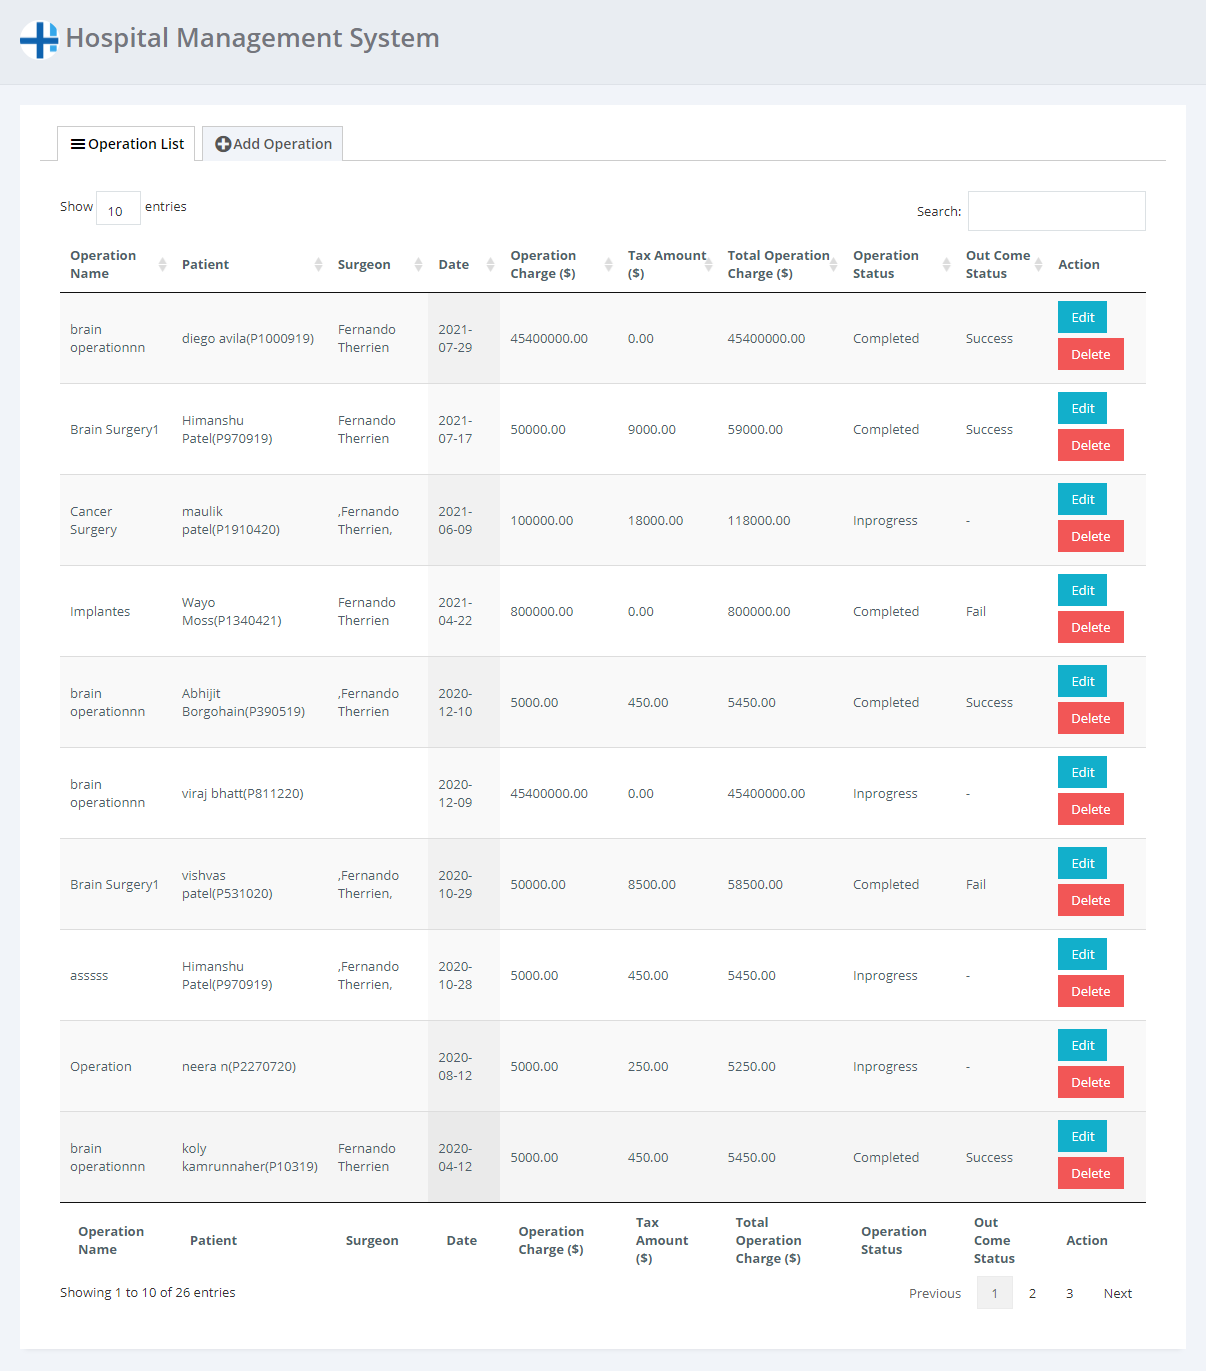 Hospital Management System
Operation List
Add Operation
Show 10 entries
Search:
Operation Name Patient Surgeon Date Operation Charge ($) Tax Amount ($) Total Operation Charge ($) Operation Status Out Come Status Action
brain operationnn diego avila(P1000919) Fernando Therrien 2021-07-29 45400000.00 0.00 45400000.00 Completed Success Edit Delete
Brain Surgery1 Himanshu Patel(P970919) Fernando Therrien 2021-07-17 50000.00 9000.00 59000.00 Completed Success Edit Delete
Cancer Surgery maulik patel(P1910420) ,Fernando Therrien, 2021-06-09 100000.00 18000.00 118000.00 Inprogress - Edit Delete
Implantes Wayo Moss(P1340421) Fernando Therrien 2021-04-22 800000.00 0.00 800000.00 Completed Fail Edit Delete
brain operationnn Abhijit Borgohain(P390519) ,Fernando Therrien 2020-12-10 5000.00 450.00 5450.00 Completed Success Edit Delete
brain operationnn viraj bhatt(P811220) 2020-12-09 45400000.00 0.00 45400000.00 Inprogress - Edit Delete
Brain Surgery1 vishvas patel(P531020) ,Fernando Therrien, 2020-10-29 50000.00 8500.00 58500.00 Completed Fail Edit Delete
asssss Himanshu Patel(P970919) ,Fernando Therrien, 2020-10-28 5000.00 450.00 5450.00 Inprogress - Edit Delete
Operation neera n(P2270720) 2020-08-12 5000.00 250.00 5250.00 Inprogress - Edit Delete
brain operationnn koly kamrunnaher(P10319) Fernando Therrien 2020-04-12 5000.00 450.00 5450.00 Completed Success Edit Delete
Operation Name Patient Surgeon Date Operation Charge ($) Tax Amount ($) Total Operation Charge ($) Operation Status Out Come Status Action
Showing 1 to 10 of 26 entries
Previous 1 2 3 Next